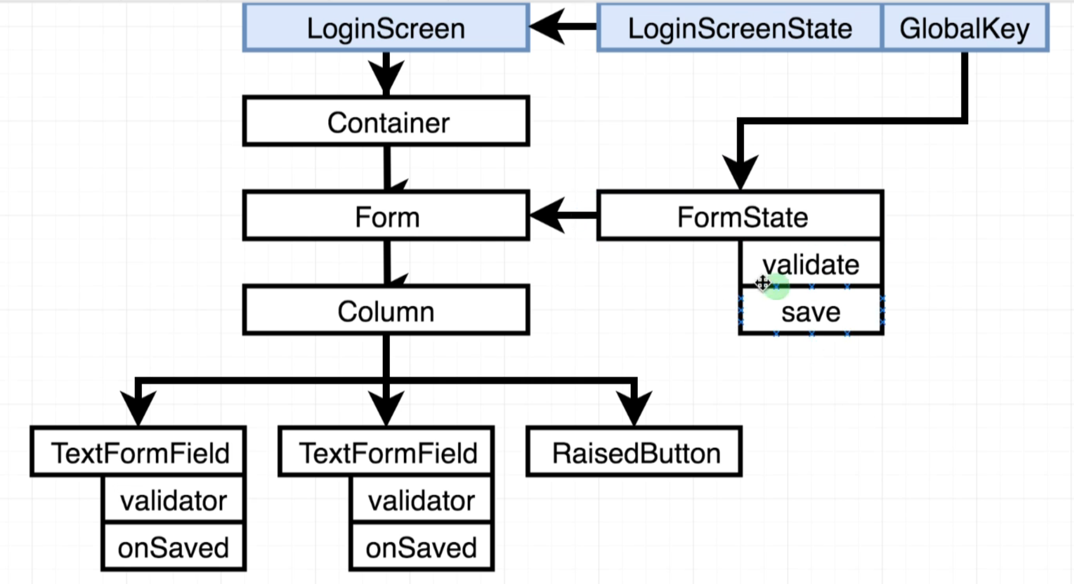 LoginScreen
LoginScreenState
GlobalKey
Container
Form
FormState
validate
Column
save
TextFormField
TextFormField
RaisedButton
validator
validator
onSaved
onSaved